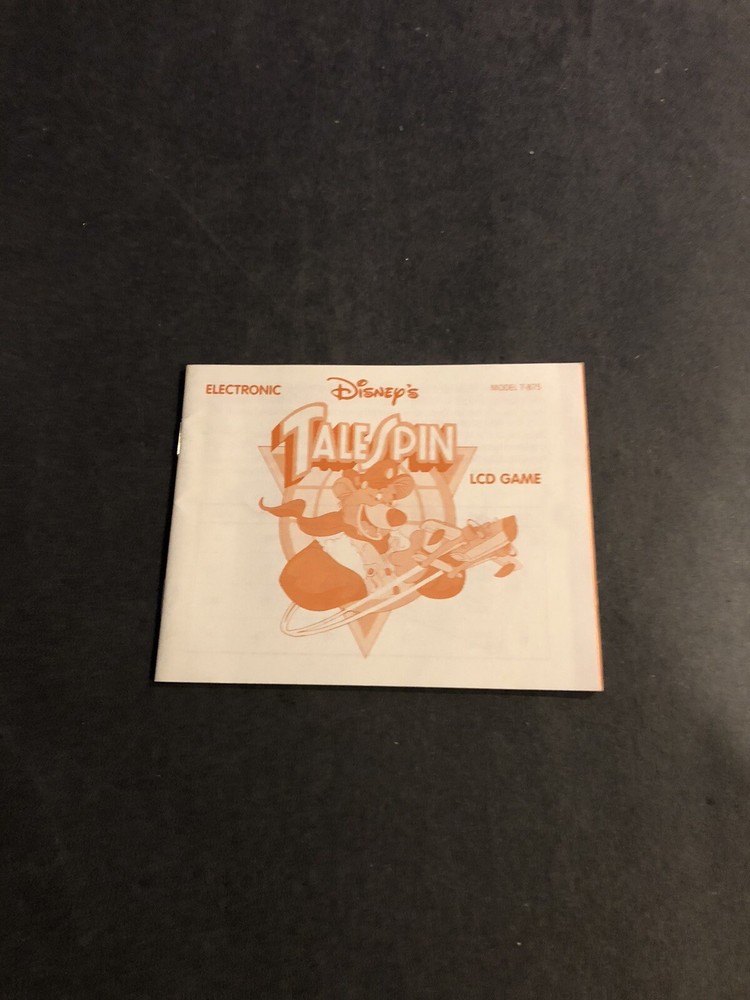 ELECTRONIC
Disney's
MODEL 7-875
TALESPIN
LCD GAME